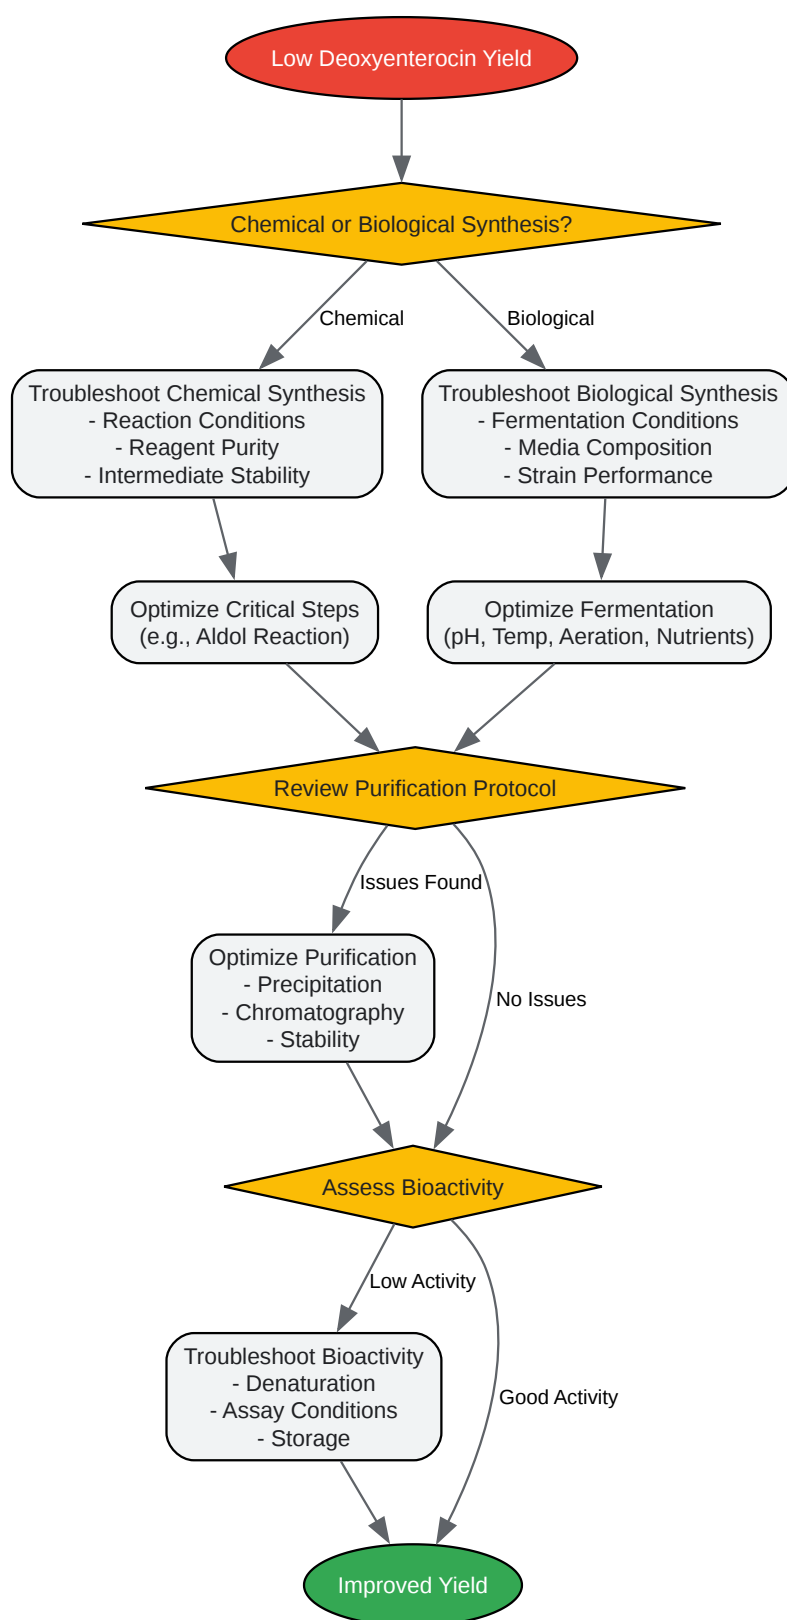 Low Deoxyenterocin Yield
Chemical or Biological Synthesis?
Chemical
Biological
Troubleshoot Chemical Synthesis
- Reaction Conditions
- Reagent Purity
- Intermediate Stability
Troubleshoot Biological Synthesis
- Fermentation Conditions
- Media Composition
- Strain Performance
Optimize Critical Steps
(e.g., Aldol Reaction)
Optimize Fermentation
(pH, Temp, Aeration, Nutrients)
Review Purification Protocol
Issues Found
Optimize Purification
- Precipitation
- Chromatography
- Stability
No Issues
Assess Bioactivity
Low Activity
Troubleshoot Bioactivity
- Denaturation
- Assay Conditions
- Storage
Good Activity
Improved Yield